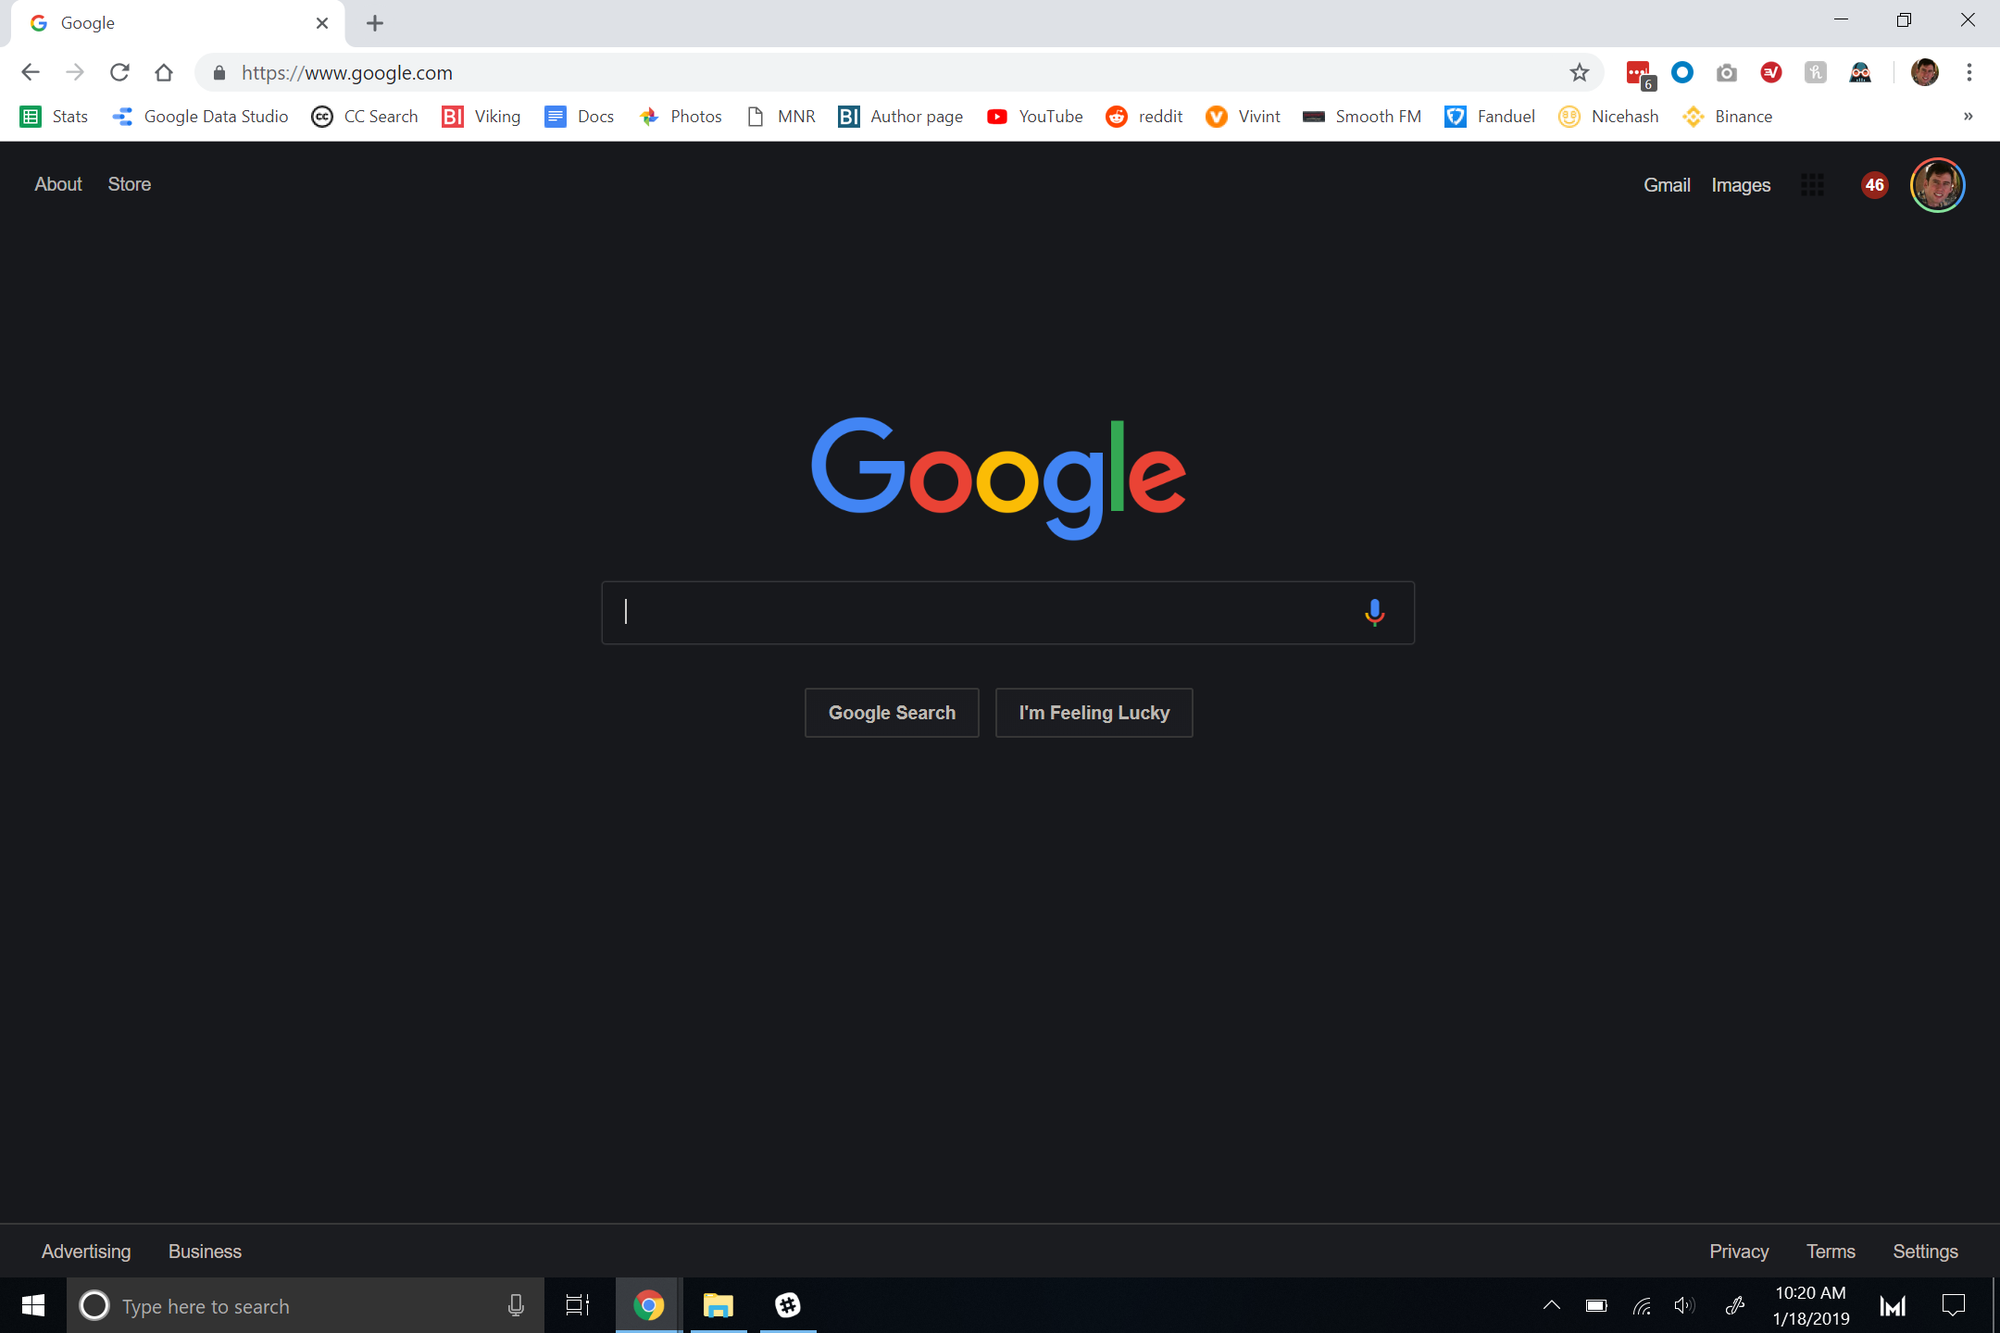 Google
https://www.google.com
6
Stats Google Data Studio CC Search BI Viking Docs Photos MNR BI Author page YouTube reddit Vivint Smooth FM Fanduel Nicehash Binance »
About Store Gmail Images 46
Google
Google Search I'm Feeling Lucky
Advertising Business Privacy Terms Settings
Type here to search
10:20 AM
1/18/2019